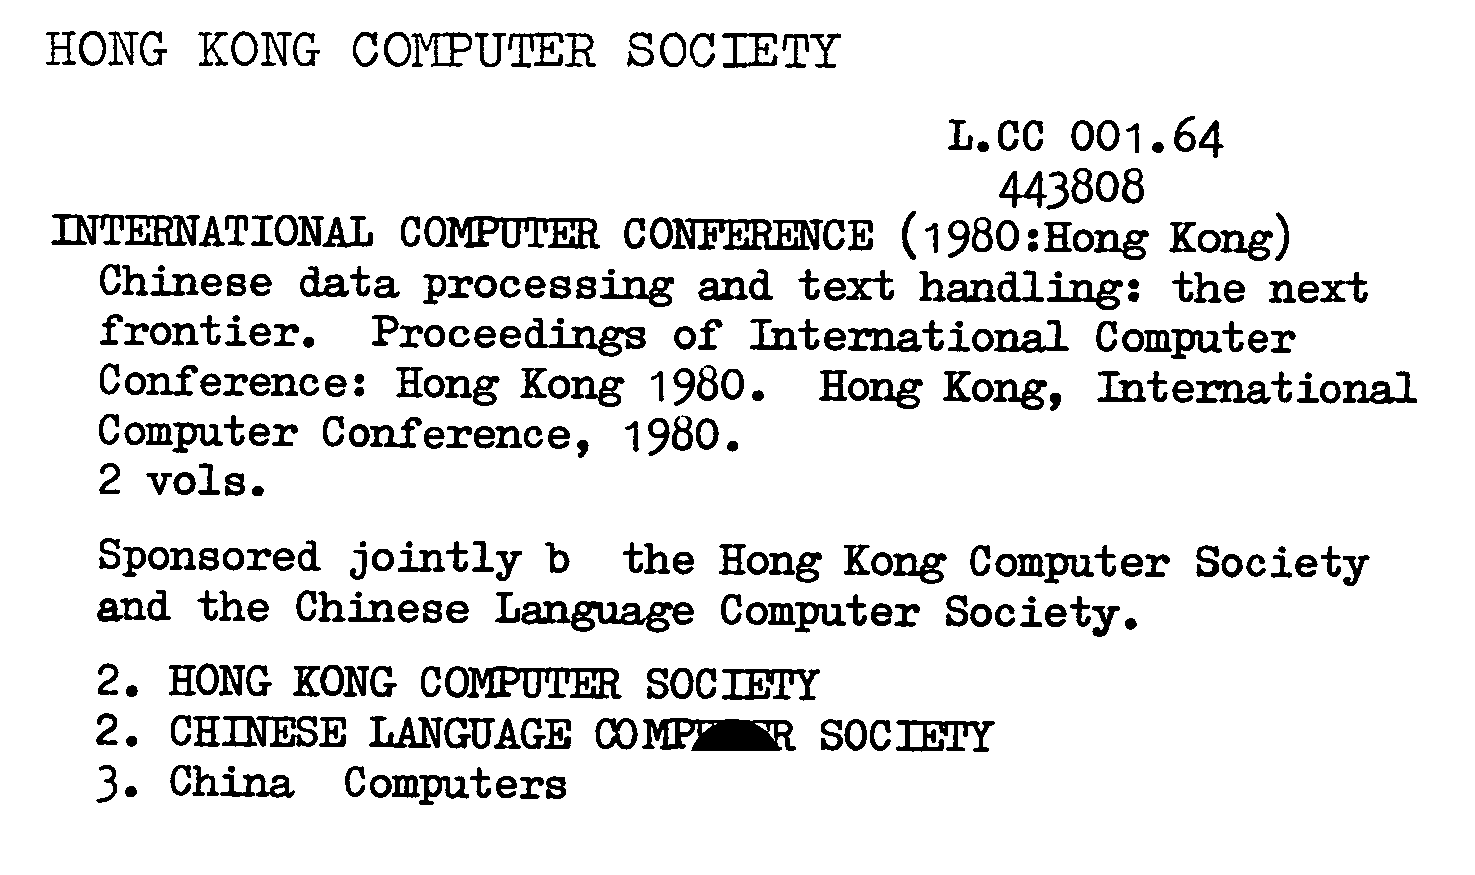 HONG KONG COMPUTER SOCIETY
L.CC 001.64
443808
INTERNATIONAL COMPUTER CONFERENCE (1980:Hong Kong)
Chinese data processing and text handling: the next
frontier. Proceedings of International Computer
Conference: Hong Kong 1980. Hong Kong, International
Computer Conference, 1980.
2 vols.
Sponsored jointly b the Hong Kong Computer Society
and the Chinese Language Computer Society.
2. HONG KONG COMPUTER SOCIETY
2. CHINESE LANGUAGE COMPUTER SOCIETY
3. China Computers